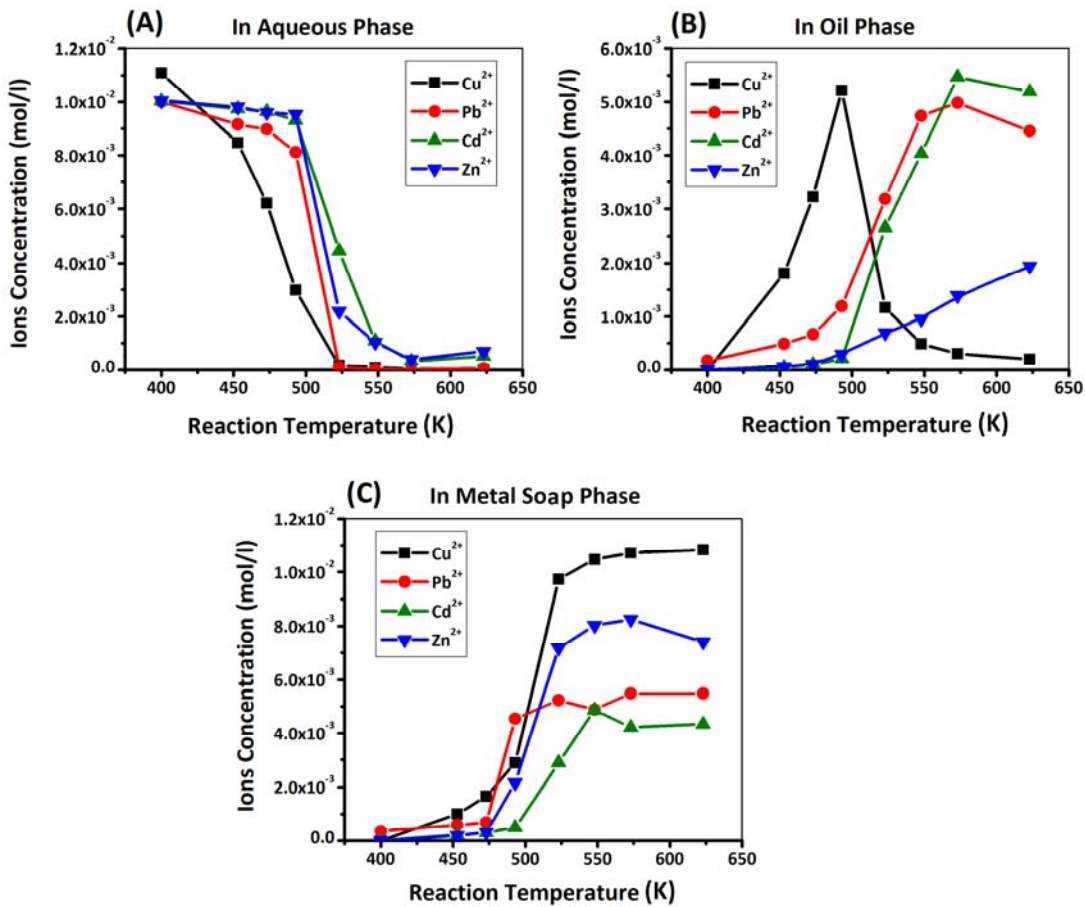 (A) In Aqueous Phase
Ions Concentration (mol/l)
1.2x10⁻²
1.0x10⁻²
8.0x10⁻³
6.0x10⁻³
4.0x10⁻³
2.0x10⁻³
0.0
Cu²⁺
Pb²⁺
Cd²⁺
Zn²⁺
400 450 500 550 600 650
Reaction Temperature (K)
(B) In Oil Phase
Ions Concentration (mol/l)
6.0x10⁻³
5.0x10⁻³
4.0x10⁻³
3.0x10⁻³
2.0x10⁻³
1.0x10⁻³
0.0
Cu²⁺
Pb²⁺
Cd²⁺
Zn²⁺
400 450 500 550 600 650
Reaction Temperature (K)
(C) In Metal Soap Phase
Ions Concentration (mol/l)
1.2x10⁻²
1.0x10⁻²
8.0x10⁻³
6.0x10⁻³
4.0x10⁻³
2.0x10⁻³
0.0
Cu²⁺
Pb²⁺
Cd²⁺
Zn²⁺
400 450 500 550 600 650
Reaction Temperature (K)